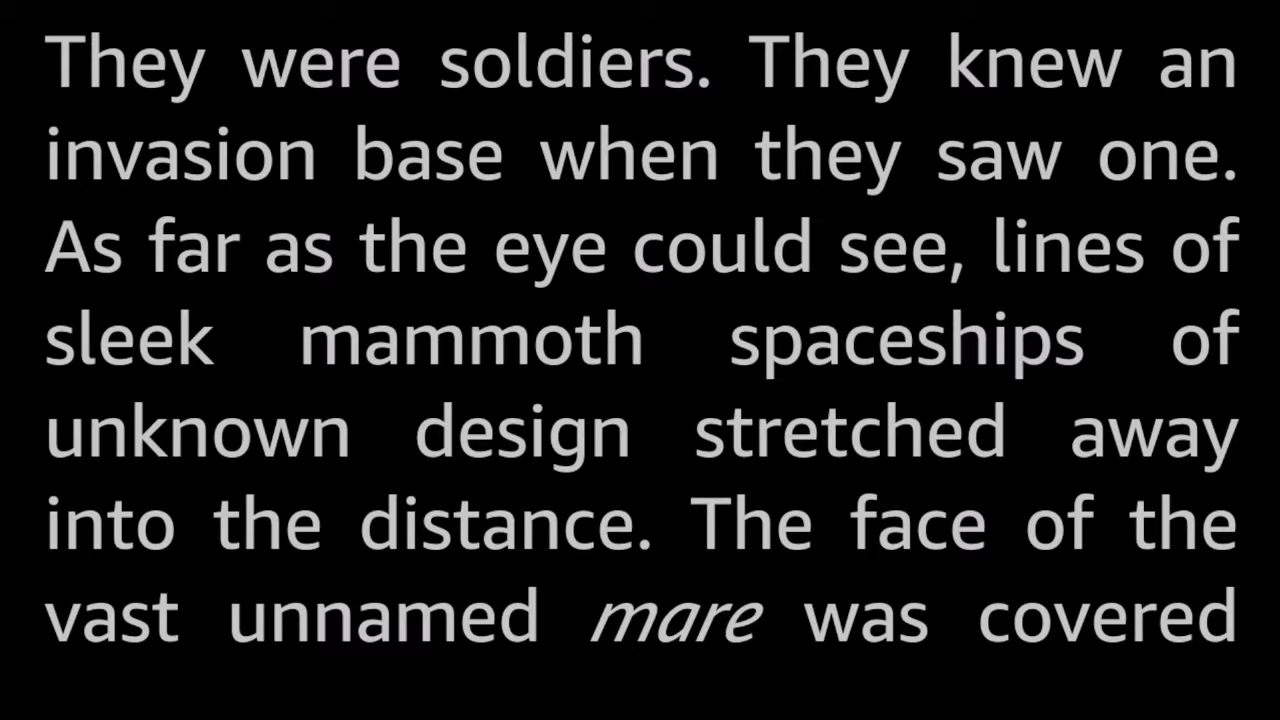 They were soldiers. They knew an
invasion base when they saw one.
As far as the eye could see, lines of
sleek mammoth spaceships of
unknown design stretched away
into the distance. The face of the
vast unnamed mare was covered